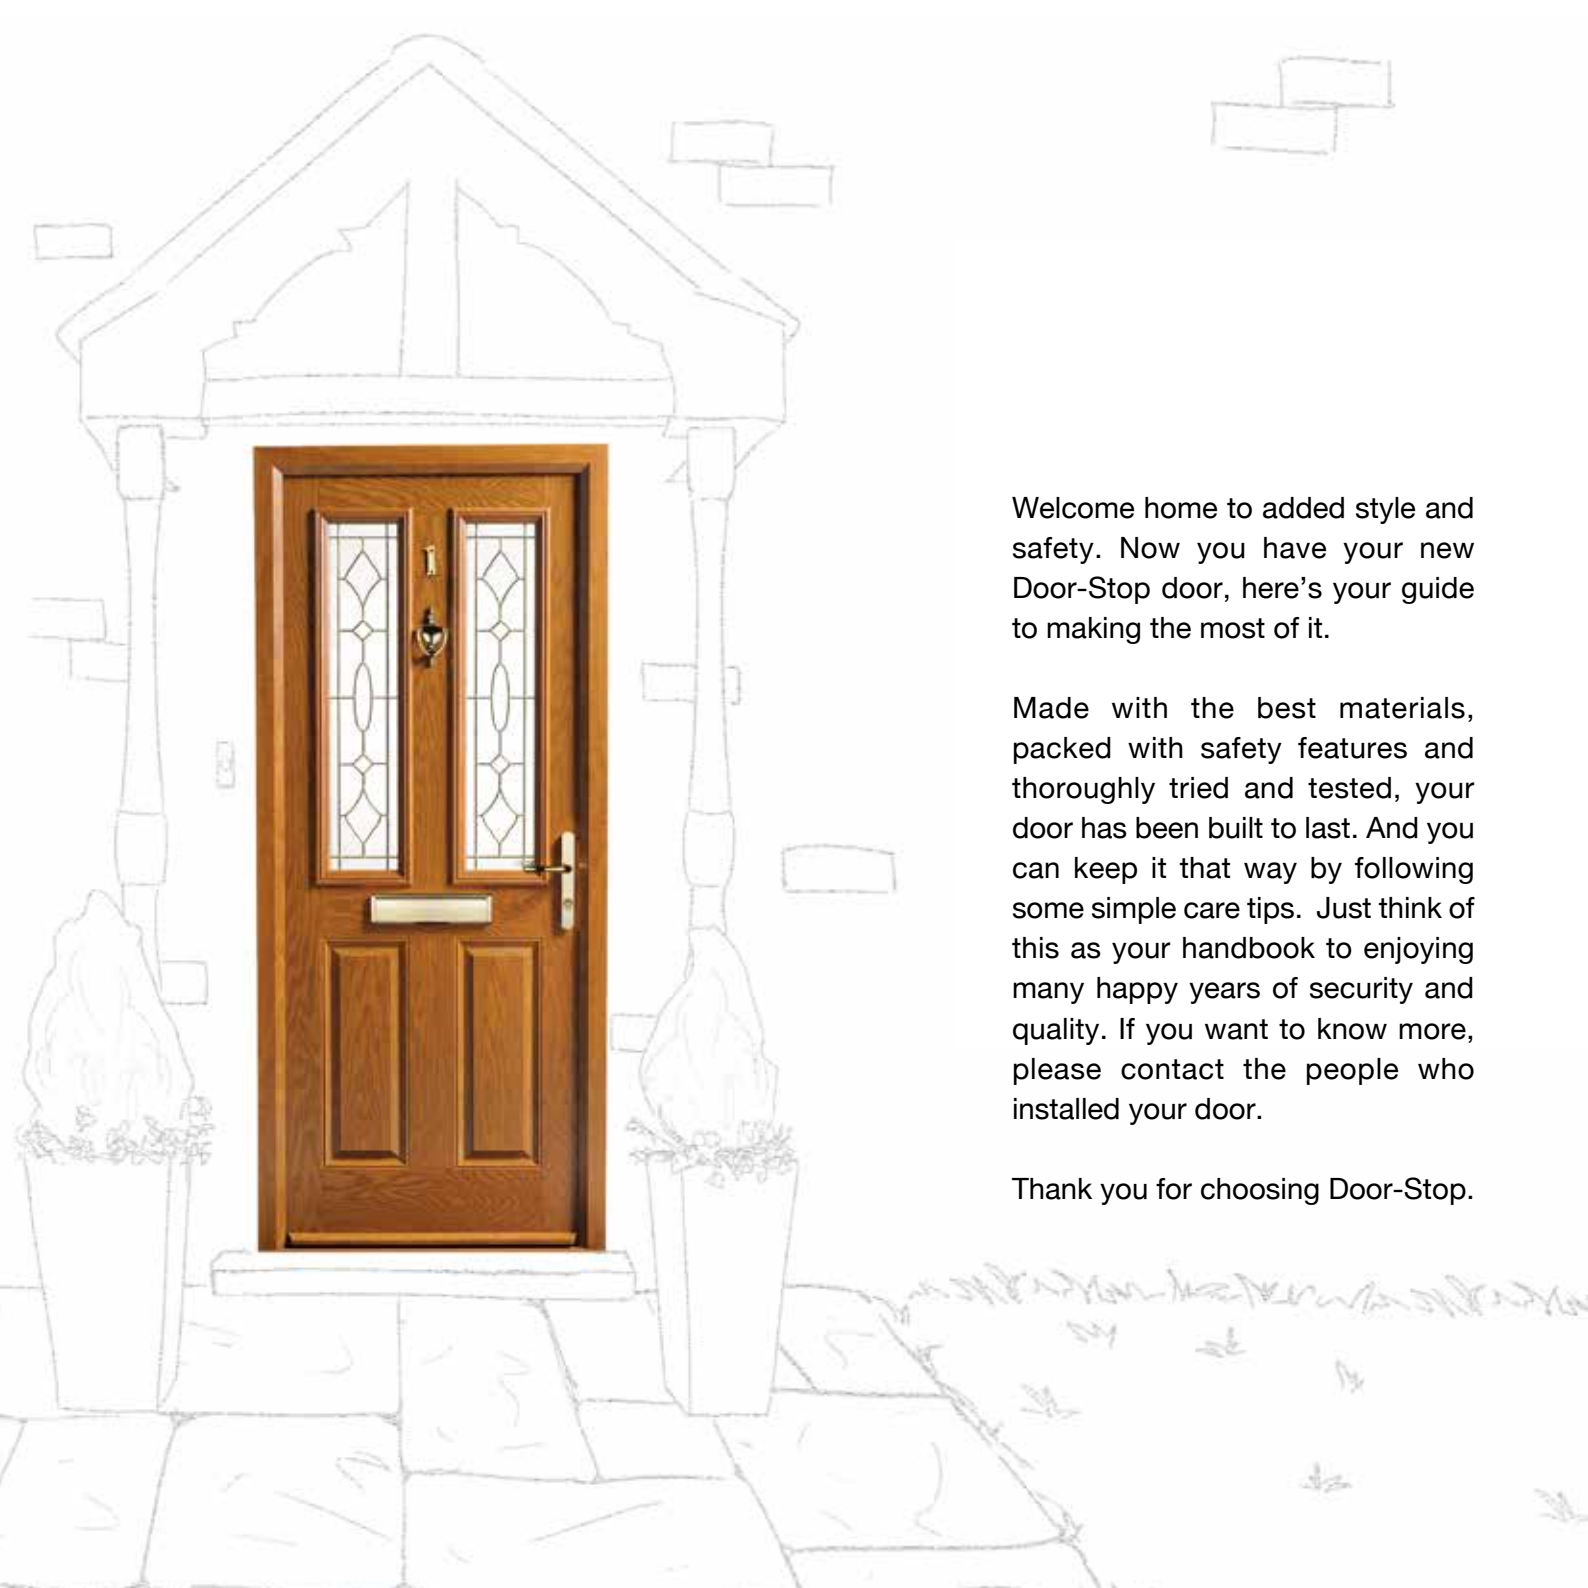 Welcome home to added style and
safety. Now you have your new
Door-Stop door, here’s your guide
to making the most of it.
Made with the best materials,
packed with safety features and
thoroughly tried and tested, your
door has been built to last. And you
can keep it that way by following
some simple care tips.  Just think of
this as your handbook to enjoying
many happy years of security and
quality. If you want to know more,
please contact the people who
installed your door.
Thank you for choosing Door-Stop.